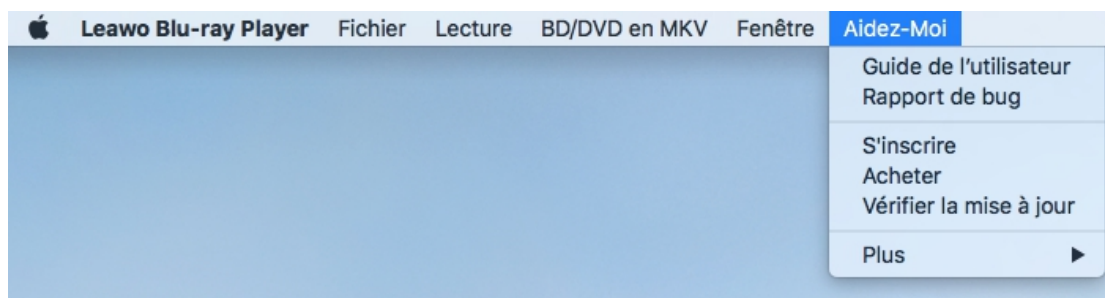 Leawo Blu-ray Player Fichier Lecture BD/DVD en MKV Fenêtre Aidez-Moi
Guide de l’utilisateur
Rapport de bug
S'inscrire
Acheter
Vérifier la mise à jour
Plus